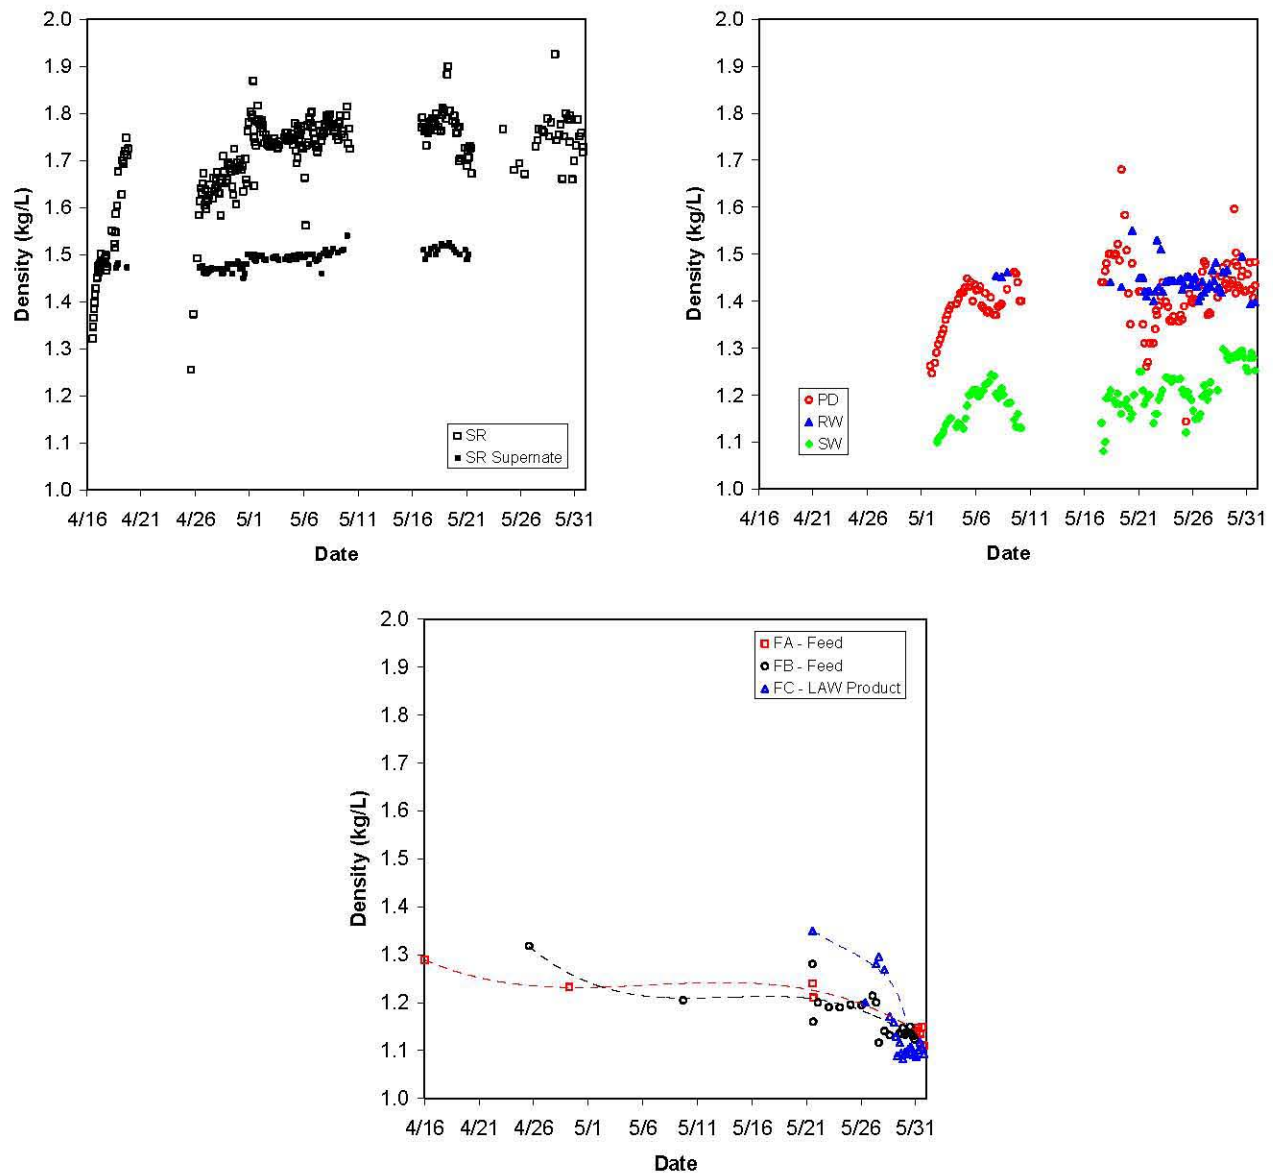 2.0
1.9
1.8
1.7
1.6
1.5
1.4
1.3
1.2
1.1
1.0
Density (kg/L)
SR
SR Supernate
4/16 4/21 4/26 5/1 5/6 5/11 5/16 5/21 5/26 5/31
Date
2.0
1.9
1.8
1.7
1.6
1.5
1.4
1.3
1.2
1.1
1.0
Density (kg/L)
PD
RW
SW
4/16 4/21 4/26 5/1 5/6 5/11 5/16 5/21 5/26 5/31
Date
2.0
1.9
1.8
1.7
1.6
1.5
1.4
1.3
1.2
1.1
1.0
Density (kg/L)
FA - Feed
FB - Feed
FC - LAW Product
4/16 4/21 4/26 5/1 5/6 5/11 5/16 5/21 5/26 5/31
Date